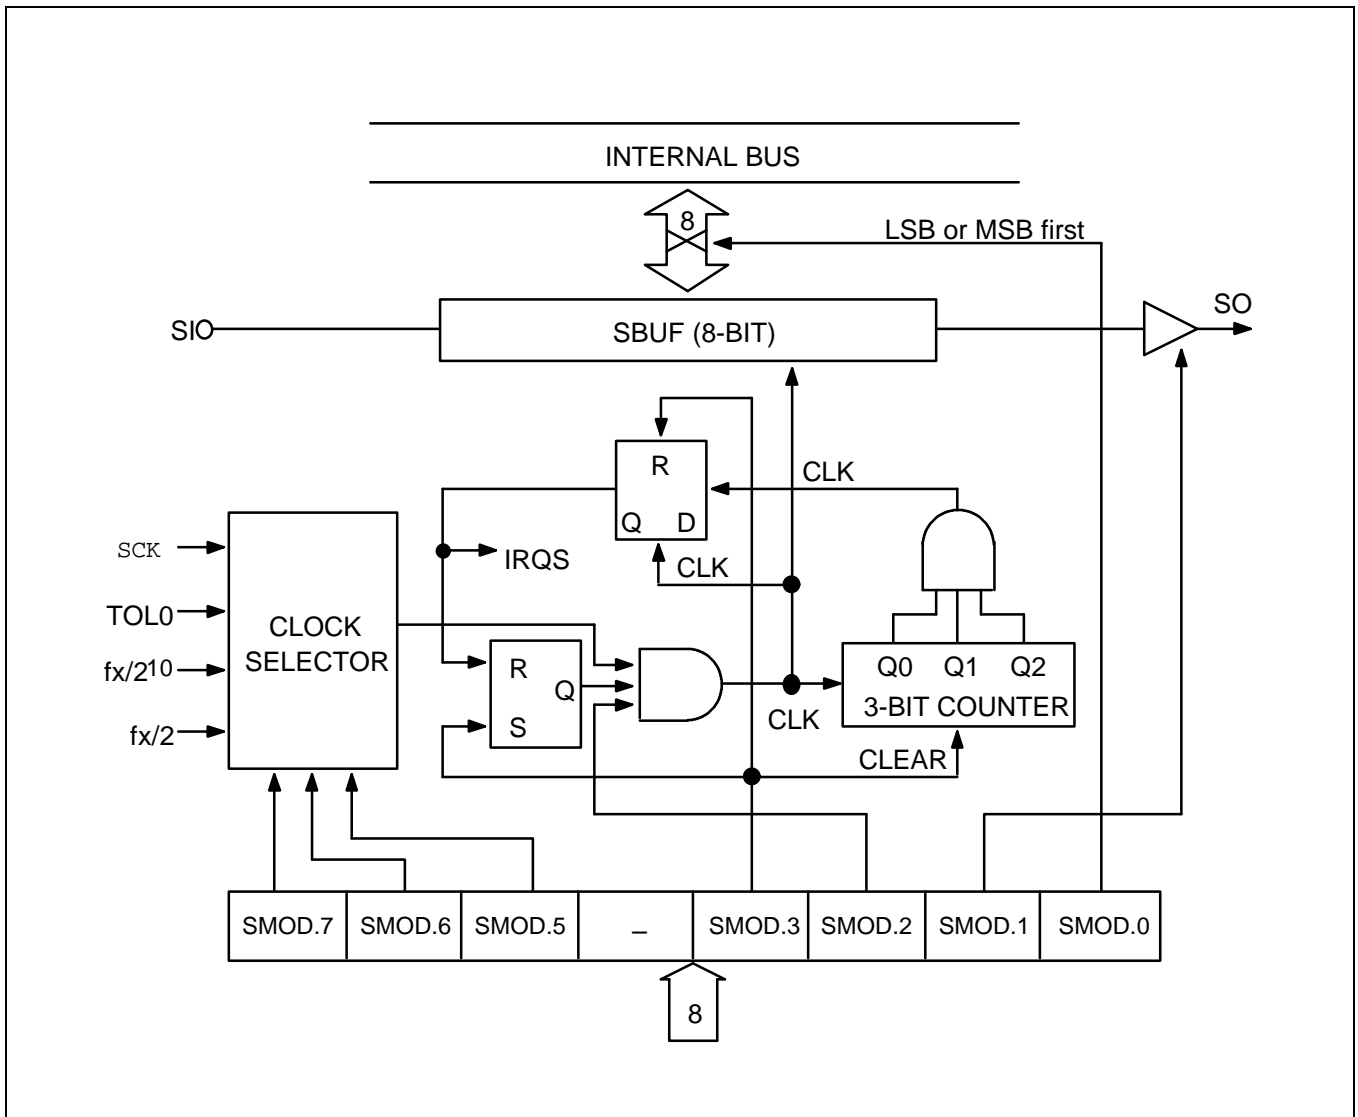 INTERNAL BUS
8
LSB or MSB first
SIO
SBUF (8-BIT)
SO
R
Q D
CLK
CLK
IRQS
SCK
TOL0
fx/2¹⁰
fx/2
CLOCK
SELECTOR
R
Q
S
CLK
Q0 Q1 Q2
3-BIT COUNTER
CLEAR
SMOD.7 SMOD.6 SMOD.5 – SMOD.3 SMOD.2 SMOD.1 SMOD.0
8